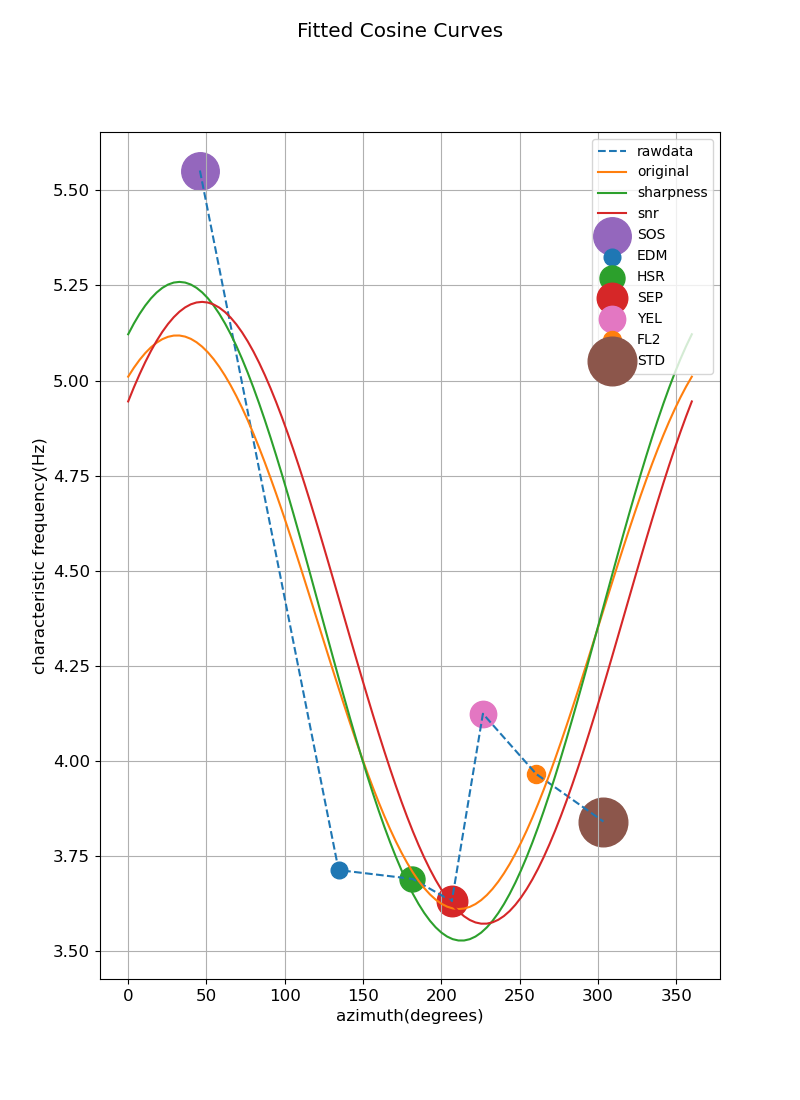 Fitted Cosine Curves
rawdata
original
sharpness
snr
SOS
EDM
HSR
SEP
YEL
FL2
STD
characteristic frequency(Hz)
5.50
5.25
5.00
4.75
4.50
4.25
4.00
3.75
3.50
0 50 100 150 200 250 300 350
azimuth(degrees)